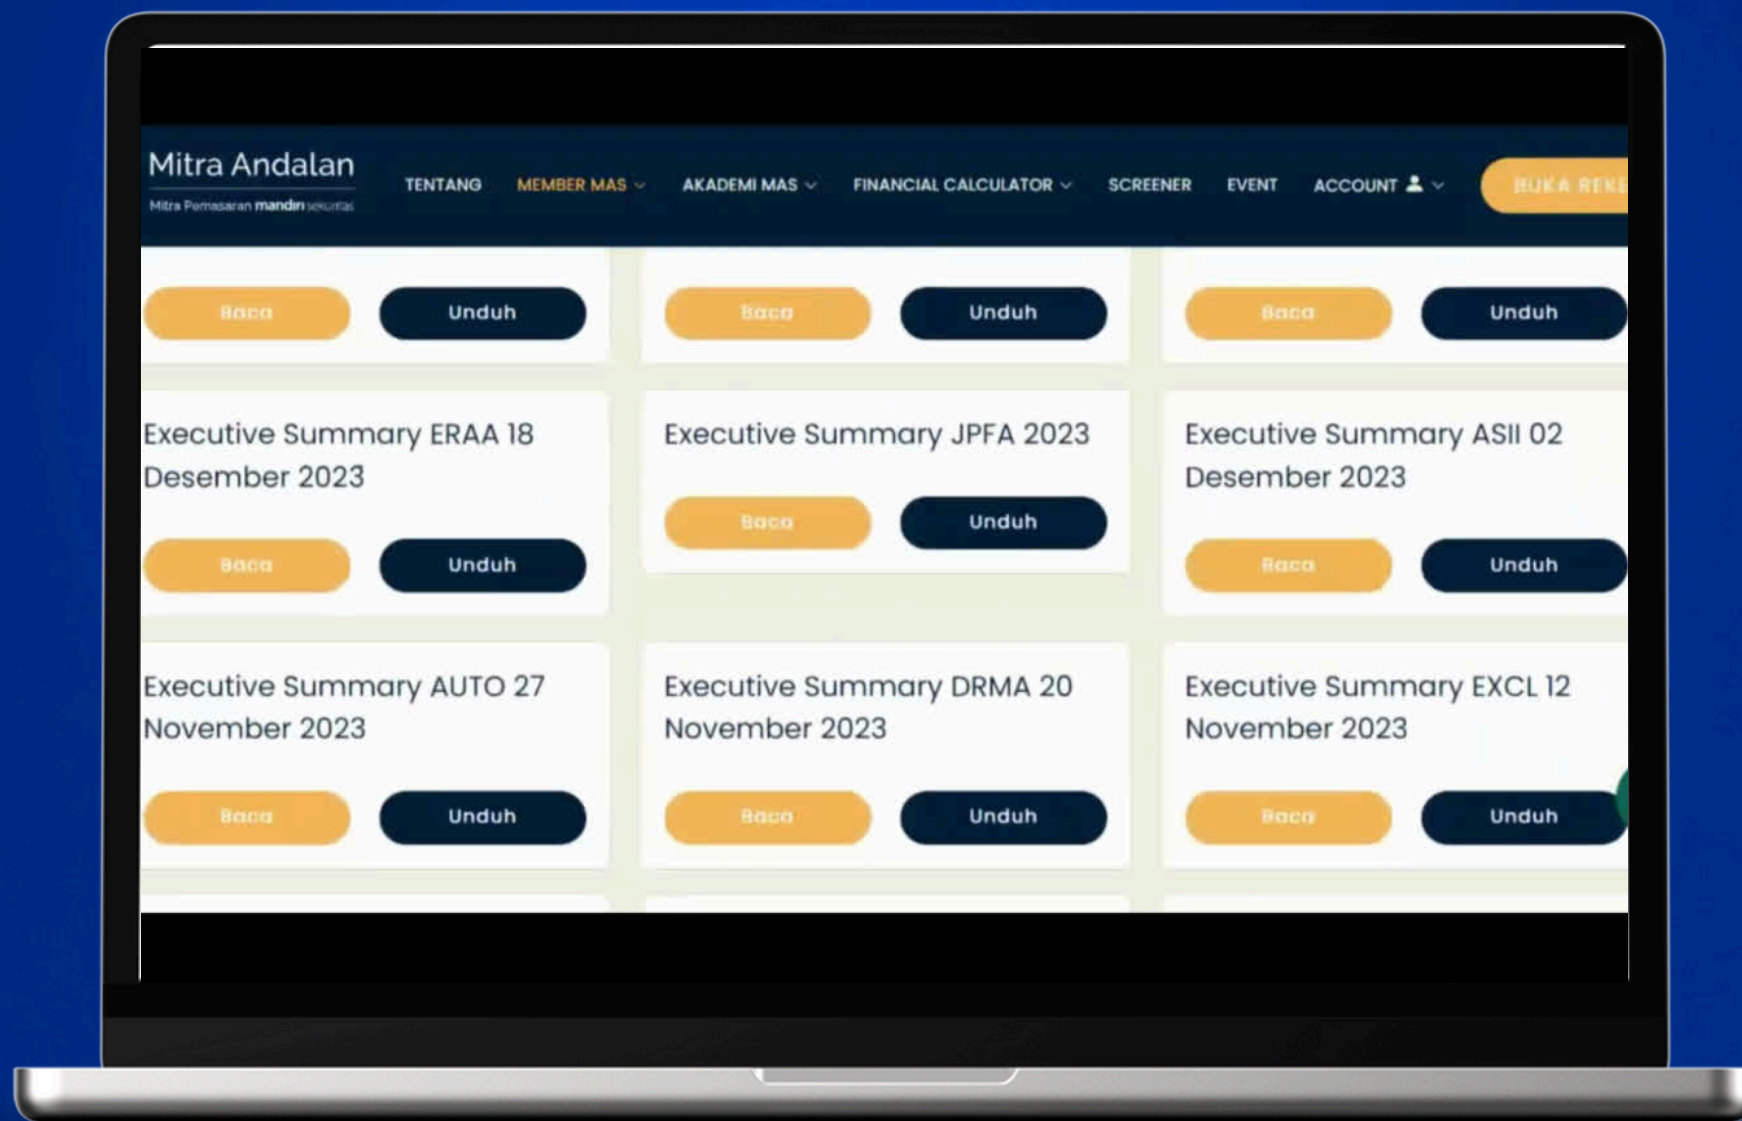 Mitra Andalan
Mitra Pemasaran mandiri sekuritas
TENTANG MEMBER MAS AKADEMI MAS FINANCIAL CALCULATOR SCREENER EVENT ACCOUNT BUKA REKE
Baca Unduh Baca Unduh Baca Unduh
Executive Summary ERAA 18
Desember 2023
Baca Unduh
Executive Summary JPFA 2023
Baca Unduh
Executive Summary ASII 02
Desember 2023
Baca Unduh
Executive Summary AUTO 27
November 2023
Baca Unduh
Executive Summary DRMA 20
November 2023
Baca Unduh
Executive Summary EXCL 12
November 2023
Baca Unduh